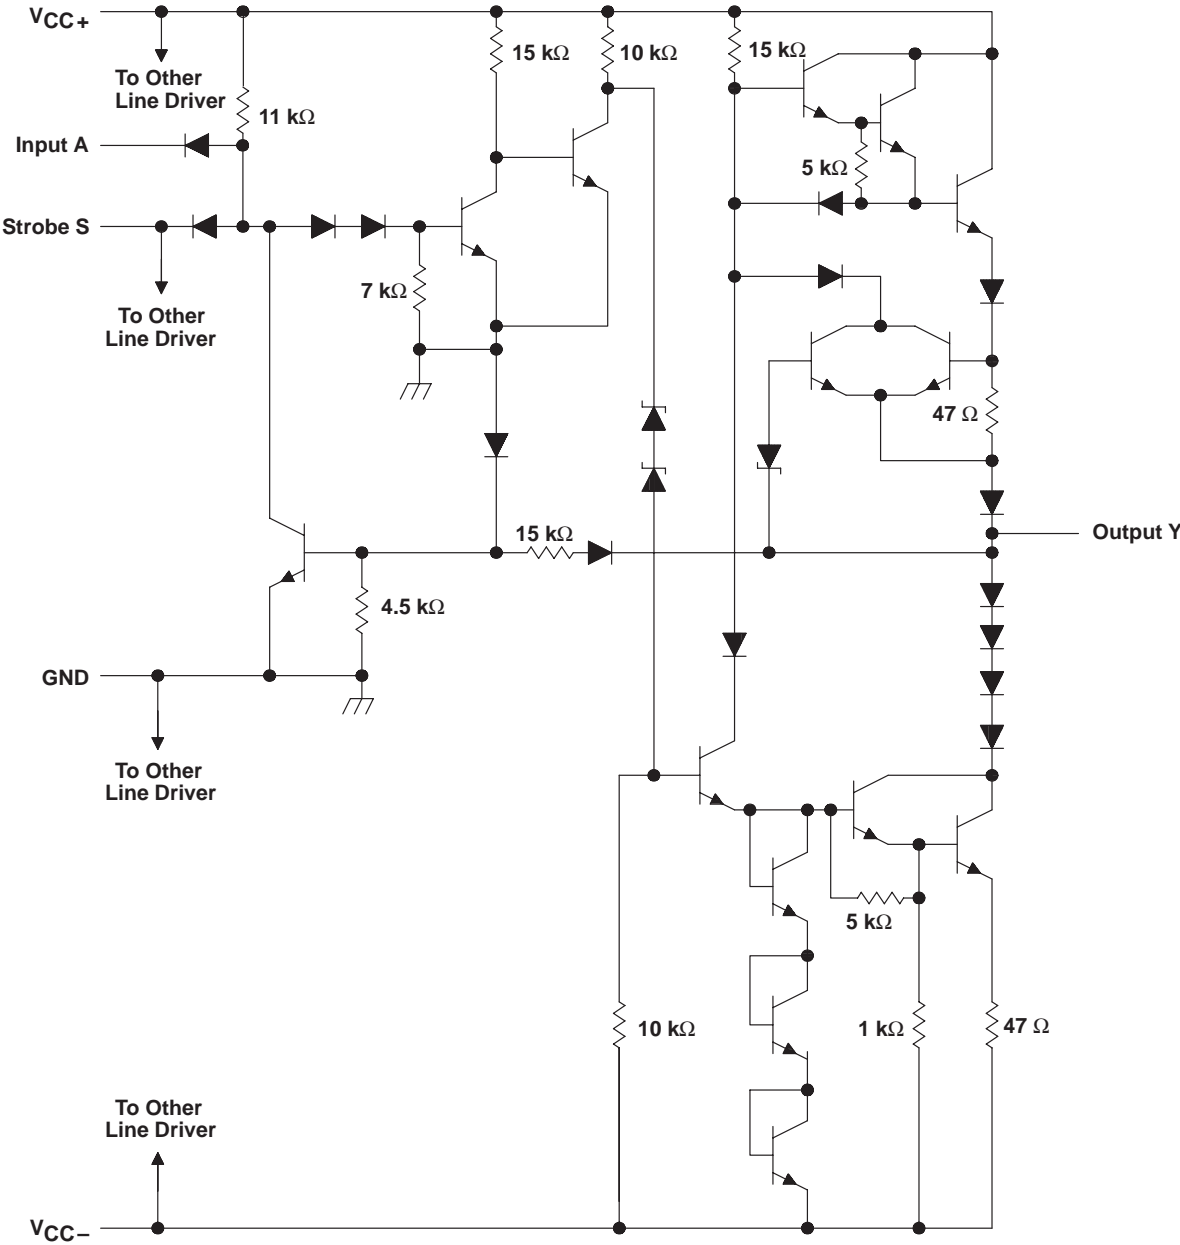 VCC+
15 kΩ
10 kΩ
15 kΩ
To Other
Line Driver
11 kΩ
Input A
5 kΩ
Strobe S
7 kΩ
To Other
Line Driver
47 Ω
15 kΩ
Output Y
4.5 kΩ
GND
To Other
Line Driver
5 kΩ
10 kΩ
1 kΩ
47 Ω
To Other
Line Driver
VCC−